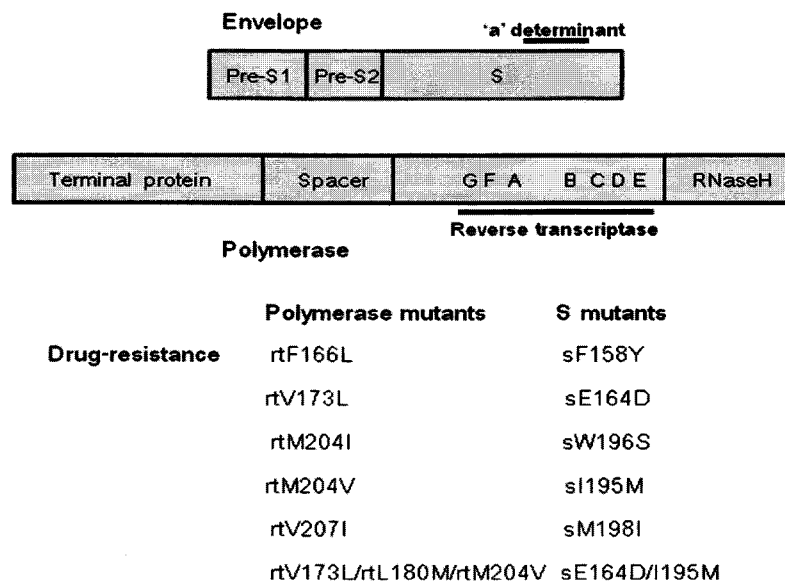 Envelope
'a' determinant
Pre-S1 Pre-S2 S
Terminal protein Spacer G F A B C D E RNaseH
Reverse transcriptase
Polymerase
Polymerase mutants S mutants
Drug-resistance rtF166L sF158Y
rtV173L sE164D
rtM204I sW196S
rtM204V sI195M
rtV207I sM198I
rtV173L/rtL180M/rtM204V sE164D/I195M